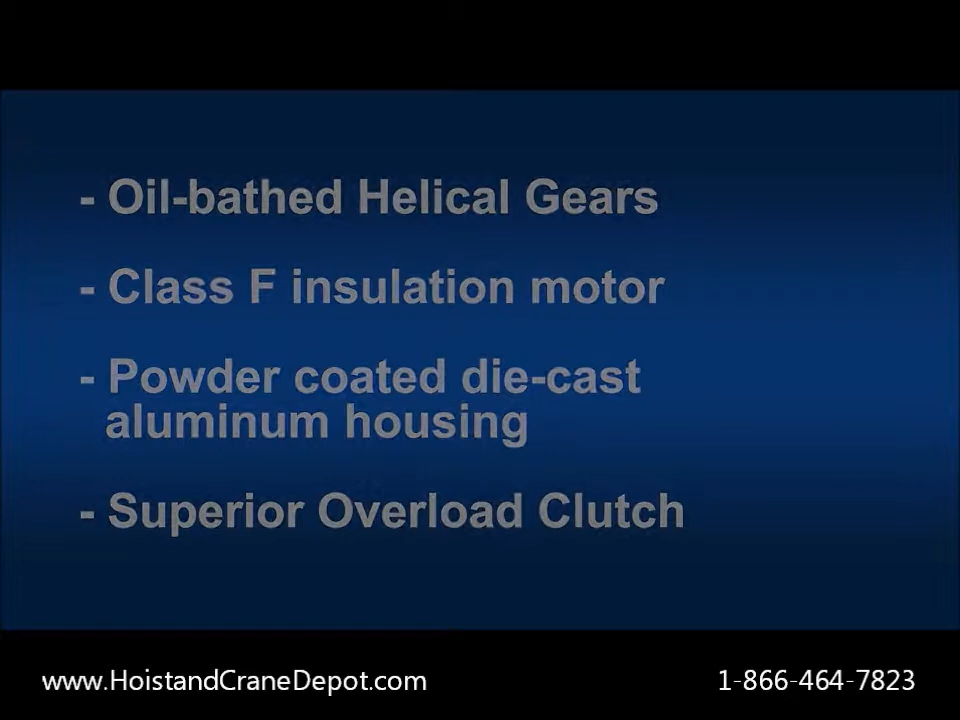 - Oil-bathed Helical Gears
- Class F insulation motor
- Powder coated die-cast
aluminum housing
- Superior Overload Clutch
www.HoistandCraneDepot.com
1-866-464-7823